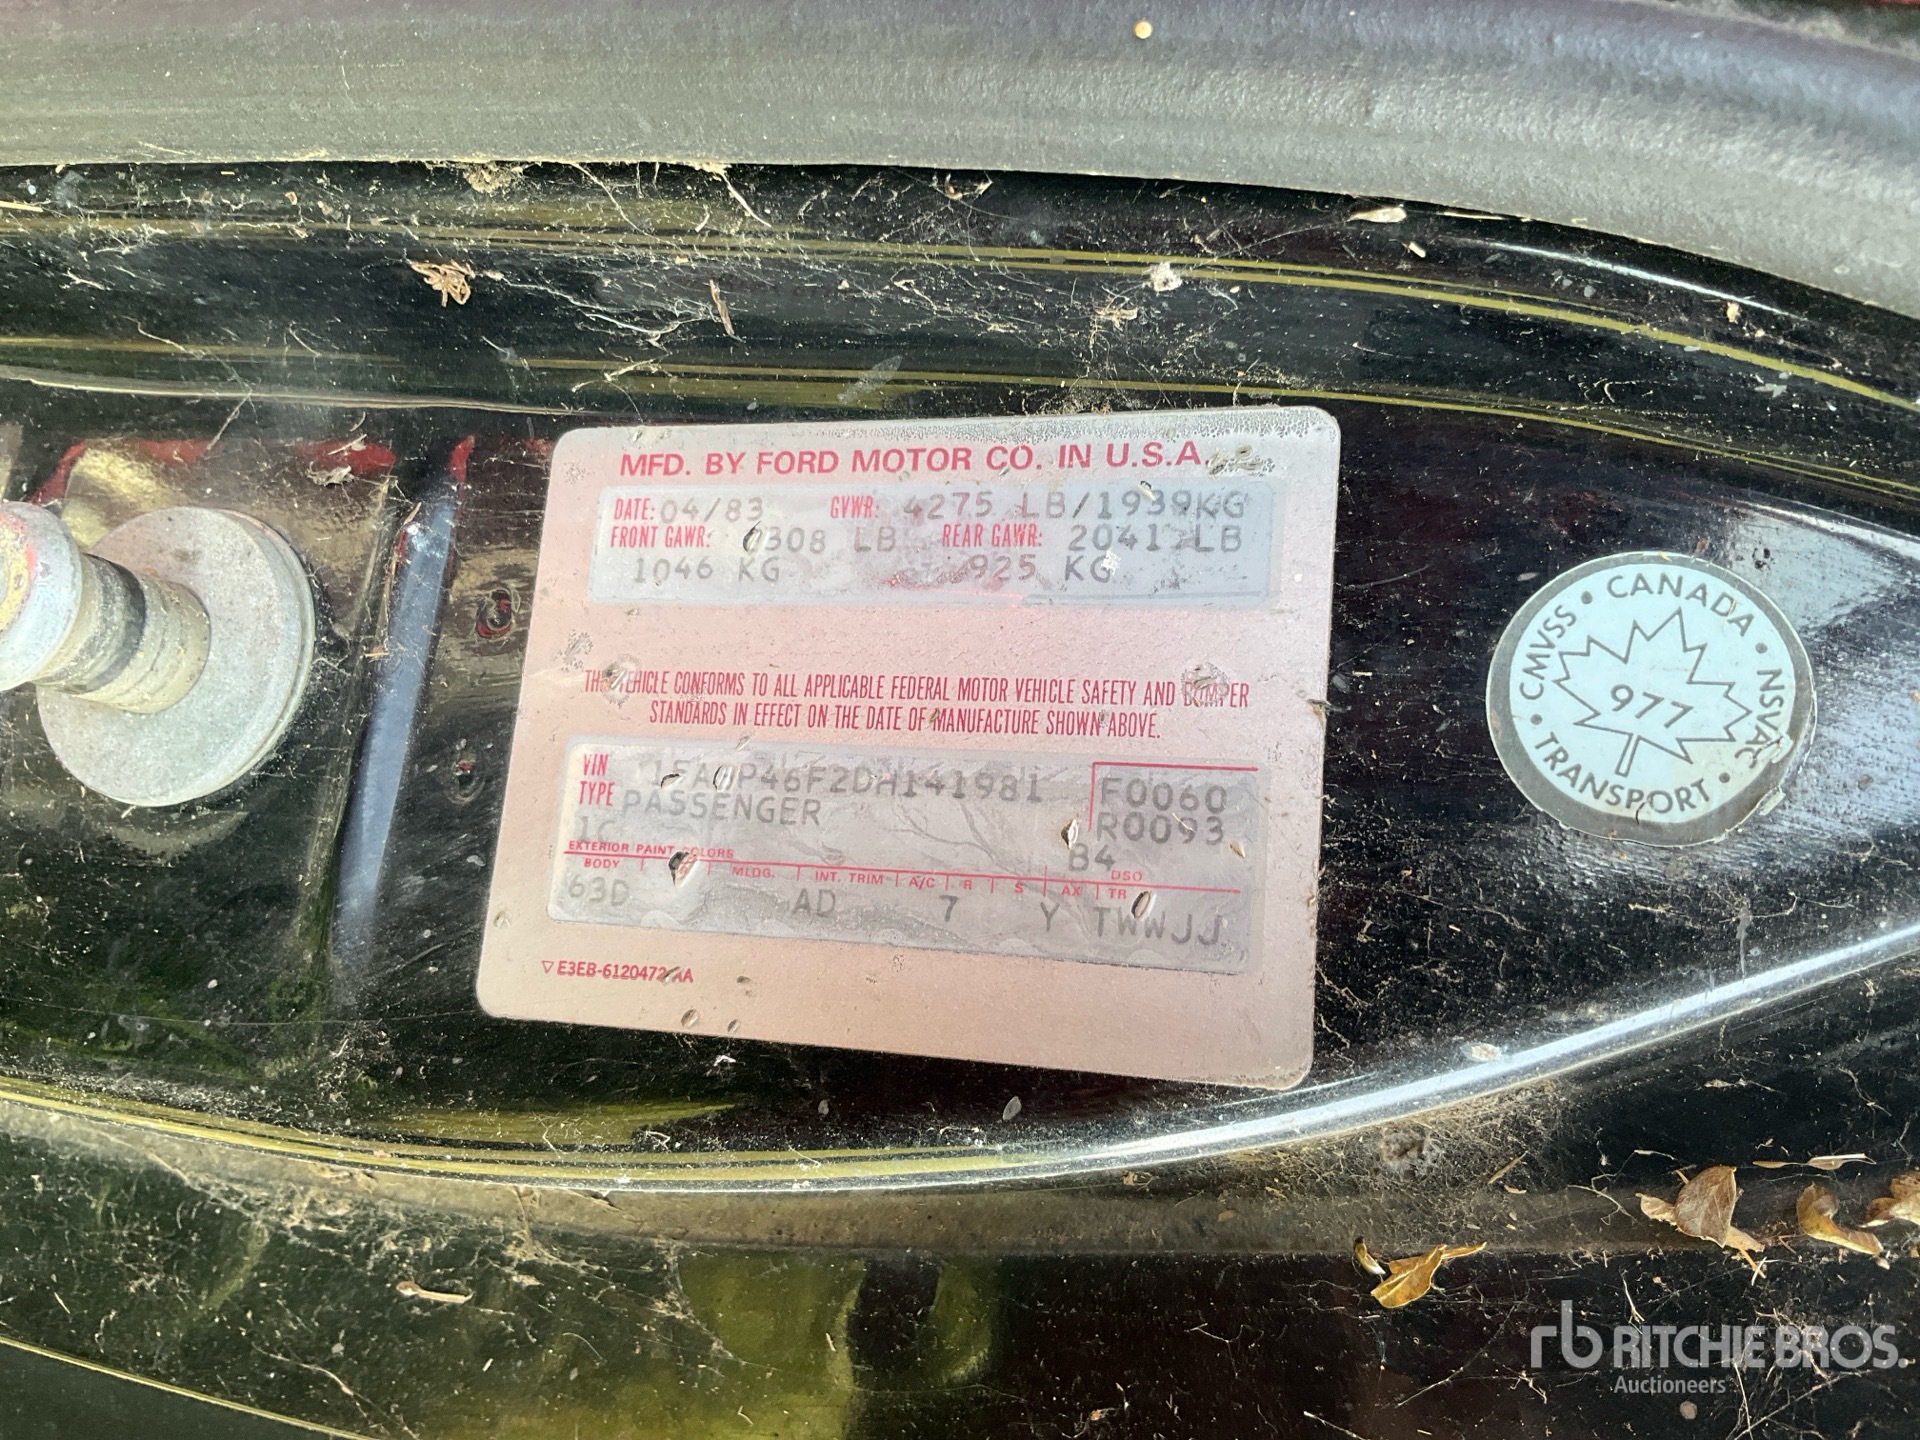 MFD. BY FORD MOTOR CO. IN U.S.A.
DATE: 04/83 GVWR: 4275 LB/1939KG
FRONT GAWR: LB REAR GAWR: 2041 LB
1046 KG 925 KG
THIS VEHICLE CONFORMS TO ALL APPLICABLE FEDERAL MOTOR VEHICLE SAFETY AND BUMPER
STANDARDS IN EFFECT ON THE DATE OF MANUFACTURE SHOWN ABOVE.
VIN F0060
TYPE PASSENGER R0093
1C B4
EXTERIOR PAINT COLORS DSO
BODY MLDG. INT. TRIM A/C R S AX TR
63D AD 7 Y TWWJJ
E3EB-6120472-AA
CMVSS • CANADA • NSVAC • TRANSPORT •
977
rb RITCHIE BROS.
Auctioneers